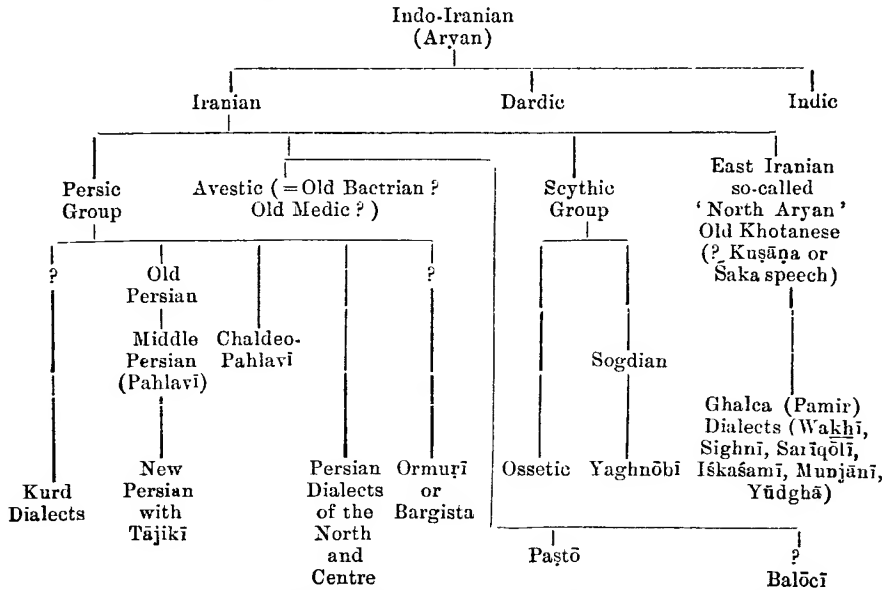 Indo-Iranian
(Aryan)
Iranian
Dardic
Indic
Persic
Group
Avestic (=Old Bactrian ?
Old Medic ?)
Scythic
Group
East Iranian
so-called
‘North Aryan’
Old Khotanese
(? Kuṣāṇa or
Śaka speech)
?
Old
Persian
?
Middle
Persian
(Pahlavī)
Chaldeo-
Pahlavī
Sogdian
Kurd
Dialects
New
Persian
with
Tājikī
Persian
Dialects
of the
North
and
Centre
Ormuṛī
or
Bargista
Ossetic
Yaghnōbī
Ghalca (Pamir)
Dialects (Wakhī,
Sighnī, Sarīqōlī,
Iśkaśamī, Munjānī,
Yūdghā)
Paṣtō
?
Balōcī